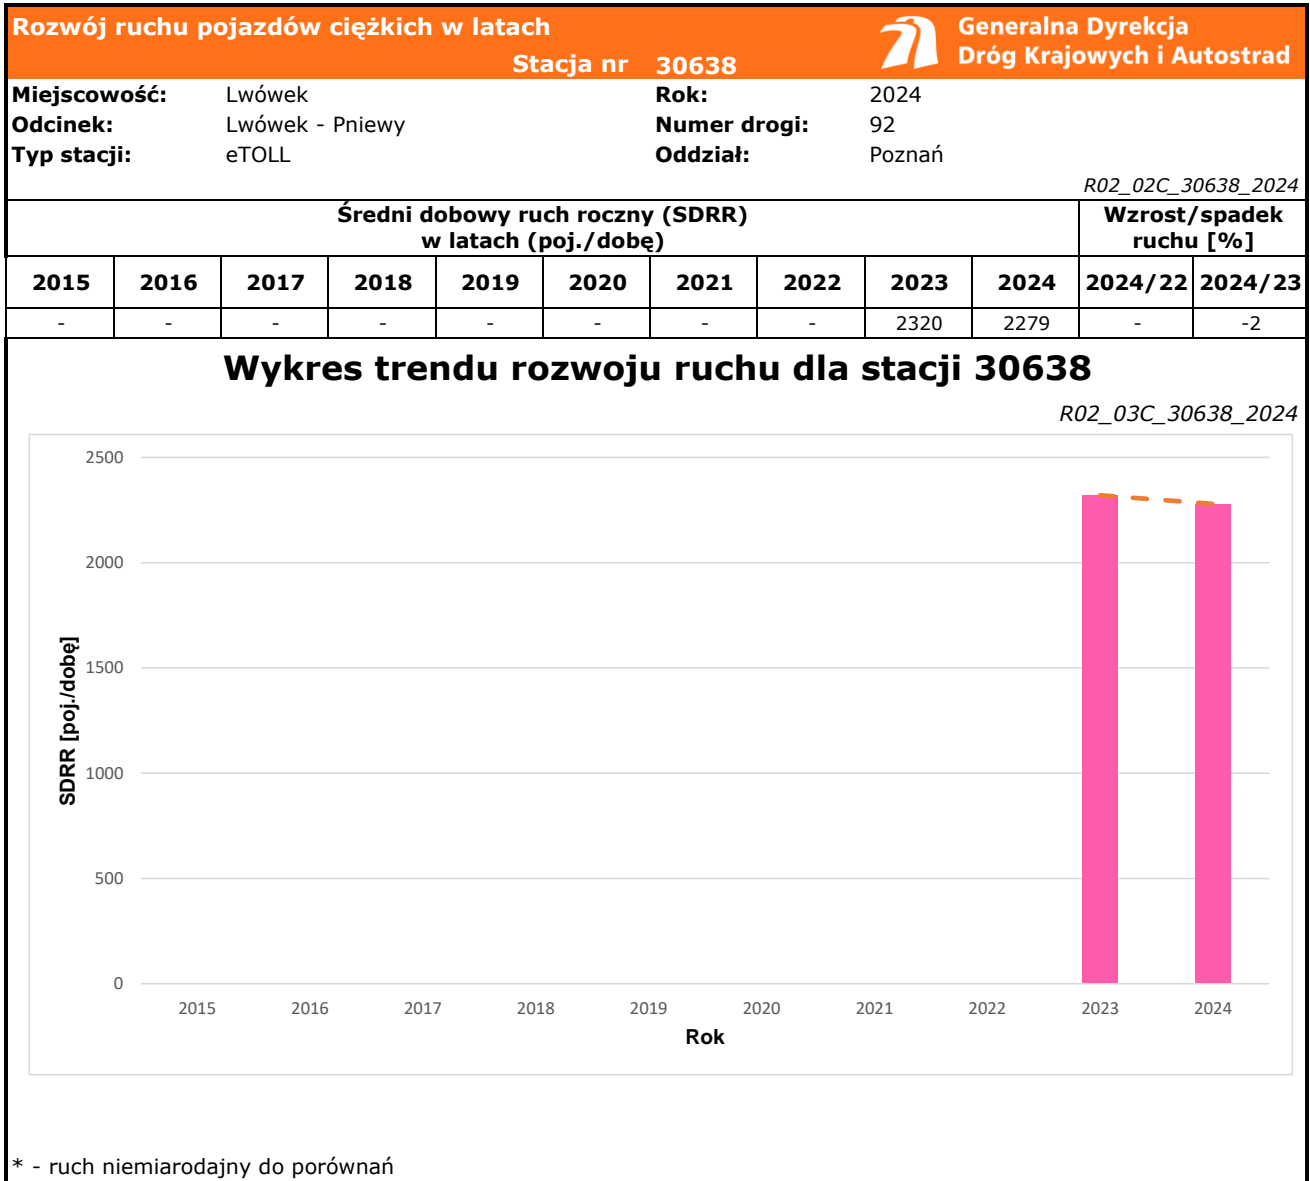 Rozwój ruchu pojazdów ciężkich w latach
Stacja nr 30638
Generalna Dyrekcja
Dróg Krajowych i Autostrad
Miejscowość: Lwówek Rok: 2024
Odcinek: Lwówek - Pniewy Numer drogi: 92
Typ stacji: eTOLL Oddział: Poznań
R02_02C_30638_2024
Średni dobowy ruch roczny (SDRR)
w latach (poj./dobę)
Wzrost/spadek
ruchu [%]
2015 2016 2017 2018 2019 2020 2021 2022 2023 2024 2024/22 2024/23
- - - - - - - - 2320 2279 - -2
Wykres trendu rozwoju ruchu dla stacji 30638
R02_03C_30638_2024
2500
2000
1500
1000
500
0
SDRR [poj./dobę]
2015 2016 2017 2018 2019 2020 2021 2022 2023 2024
Rok
* - ruch niemiarodajny do porównań